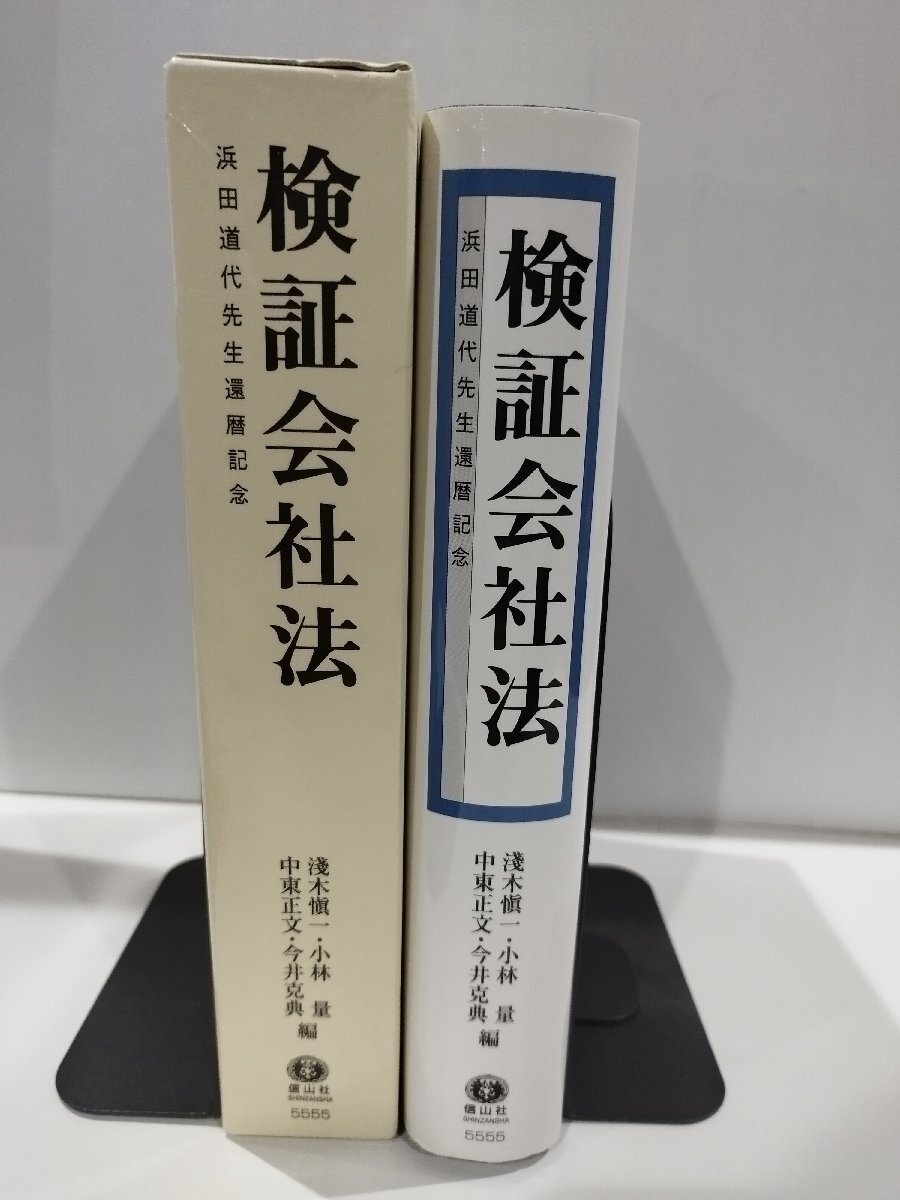 検証会社法
浜田道代先生還暦記念
淺木愼一・小林 量
中東正文・今井克典 編
信山社
SHINZANSHA
5555
検証会社法
浜田道代先生還暦記念
淺木愼一・小林 量
中東正文・今井克典 編
信山社
SHINZANSHA
5555